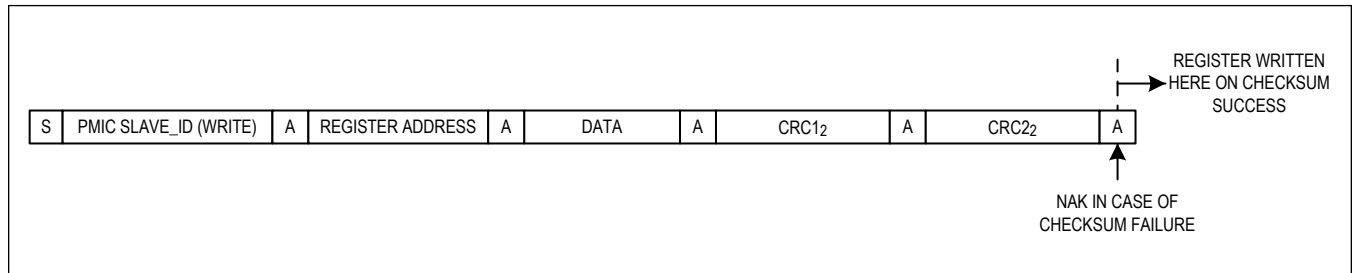 REGISTER WRITTEN
HERE ON CHECKSUM
SUCCESS
S PMIC SLAVE_ID (WRITE) A REGISTER ADDRESS A DATA A CRC1₂ A CRC2₂ A
NAK IN CASE OF
CHECKSUM FAILURE